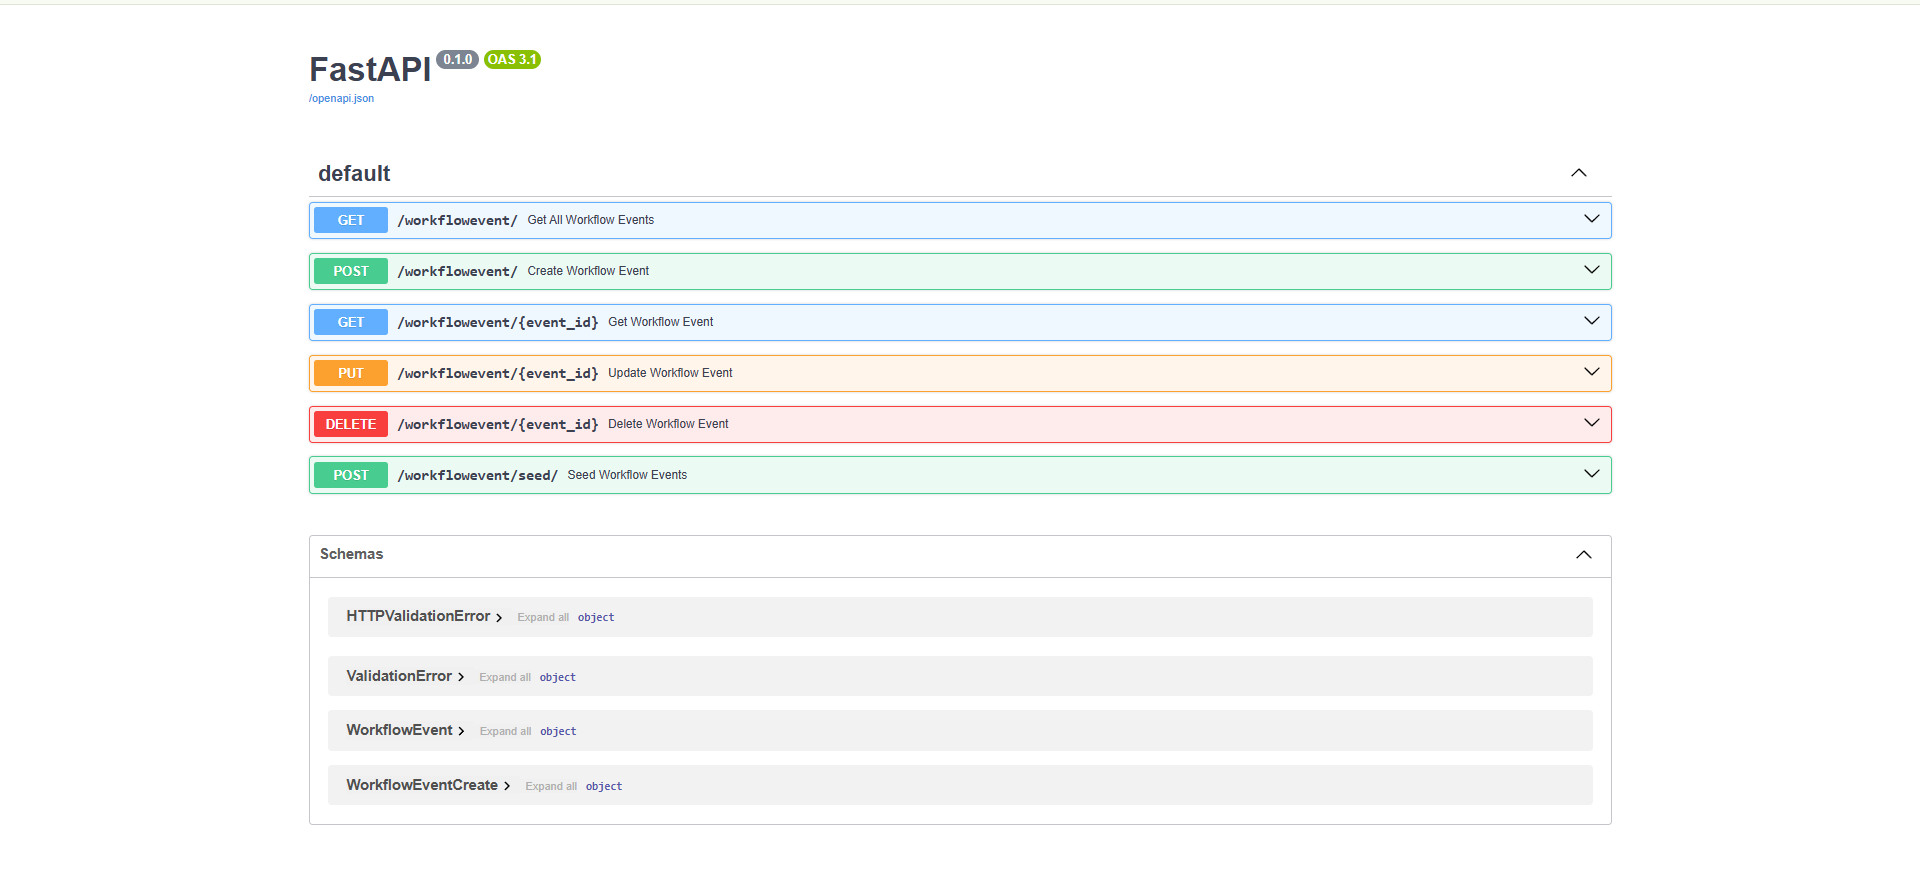 FastAPI 0.1.0 OAS 3.1
/openapi.json
default
GET /workflowevent/ Get All Workflow Events
POST /workflowevent/ Create Workflow Event
GET /workflowevent/{event_id} Get Workflow Event
PUT /workflowevent/{event_id} Update Workflow Event
DELETE /workflowevent/{event_id} Delete Workflow Event
POST /workflowevent/seed/ Seed Workflow Events
Schemas
HTTPValidationError Expand all object
ValidationError Expand all object
WorkflowEvent Expand all object
WorkflowEventCreate Expand all object